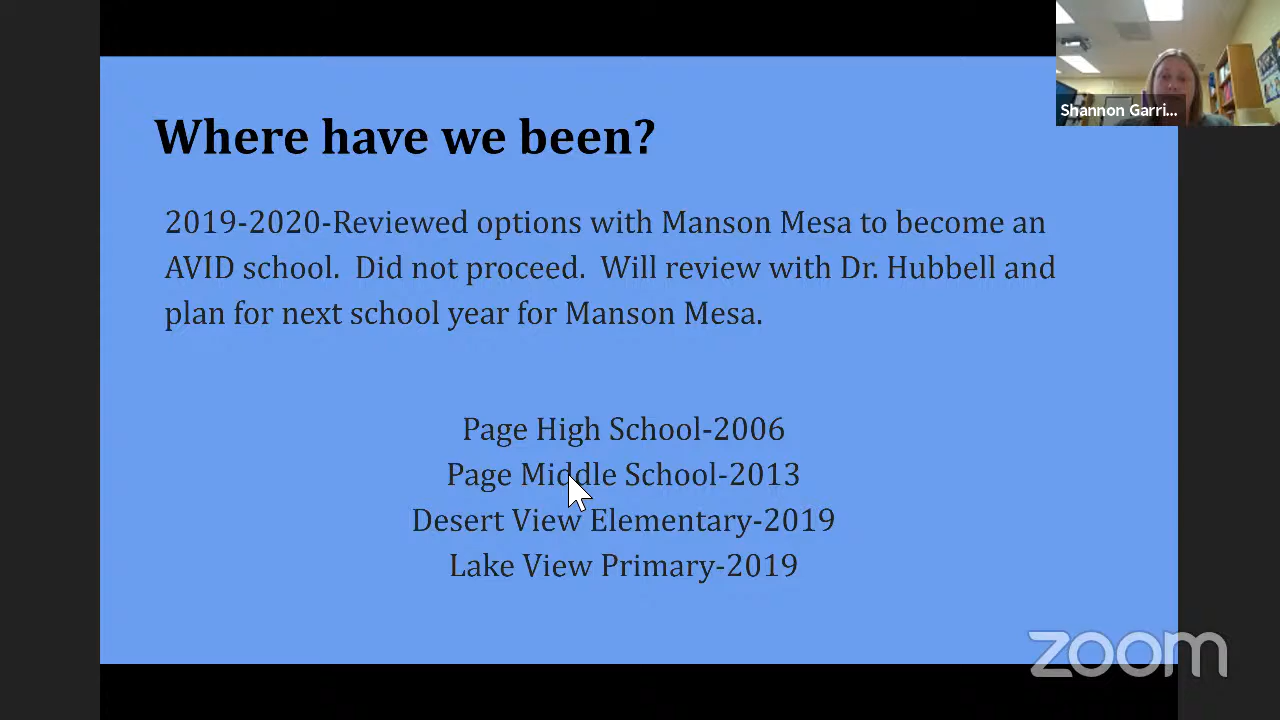 Shannon Garri...
Where have we been?
2019-2020-Reviewed options with Manson Mesa to become an
AVID school.  Did not proceed.  Will review with Dr. Hubbell and
plan for next school year for Manson Mesa.
Page High School-2006
Page Middle School-2013
Desert View Elementary-2019
Lake View Primary-2019
zoom